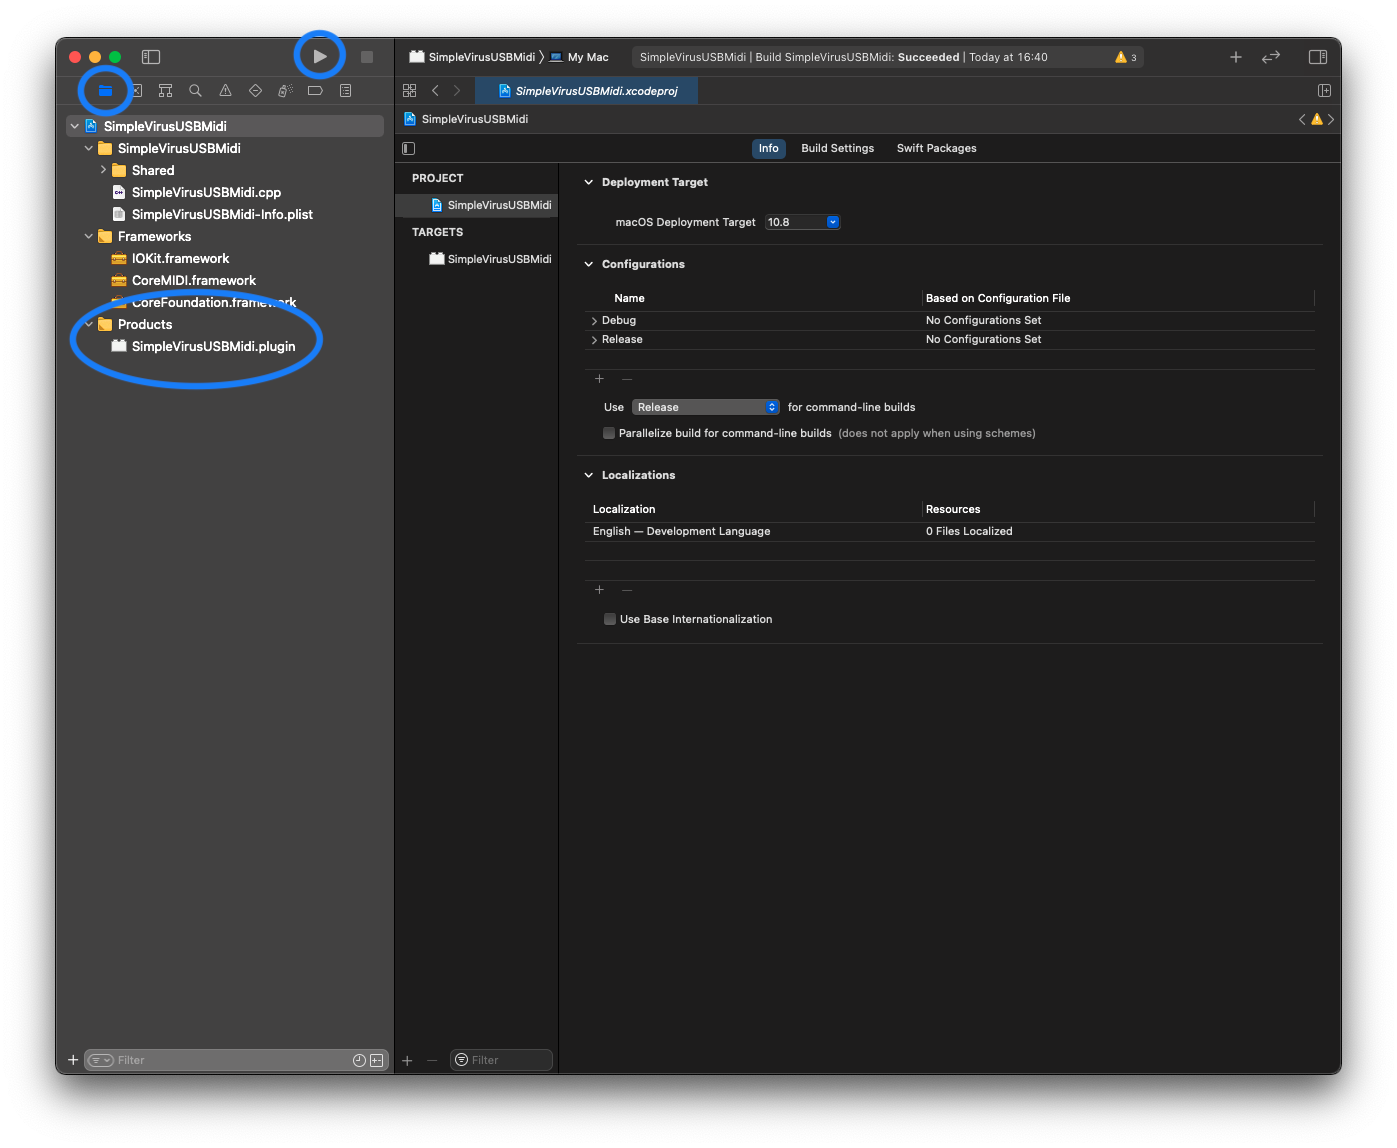 SimpleVirusUSBMidi
My Mac
SimpleVirusUSBMidi | Build SimpleVirusUSBMidi: Succeeded | Today at 16:40
3
SimpleVirusUSBMidi.xcodeproj
SimpleVirusUSBMidi
SimpleVirusUSBMidi
SimpleVirusUSBMidi
Shared
SimpleVirusUSBMidi.cpp
SimpleVirusUSBMidi-Info.plist
Frameworks
IOKit.framework
CoreMIDI.framework
CoreFoundation.framework
Products
SimpleVirusUSBMidi.plugin
Filter
Info Build Settings Swift Packages
PROJECT
SimpleVirusUSBMidi
TARGETS
SimpleVirusUSBMidi
Filter
Deployment Target
macOS Deployment Target 10.8
Configurations
Name Based on Configuration File
Debug No Configurations Set
Release No Configurations Set
Use Release for command-line builds
Parallelize build for command-line builds (does not apply when using schemes)
Localizations
Localization Resources
English — Development Language 0 Files Localized
Use Base Internationalization